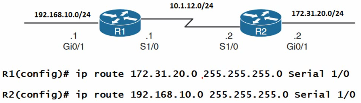 192.168.10.0/24
10.1.12.0/24
172.31.20.0/24
R1
R2
.1
.1
.2
.2
Gi0/1
S1/0
S1/0
Gi0/1
R1(config)# ip route 172.31.20.0 255.255.255.0 Serial 1/0
R2(config)# ip route 192.168.10.0 255.255.255.0 Serial 1/0